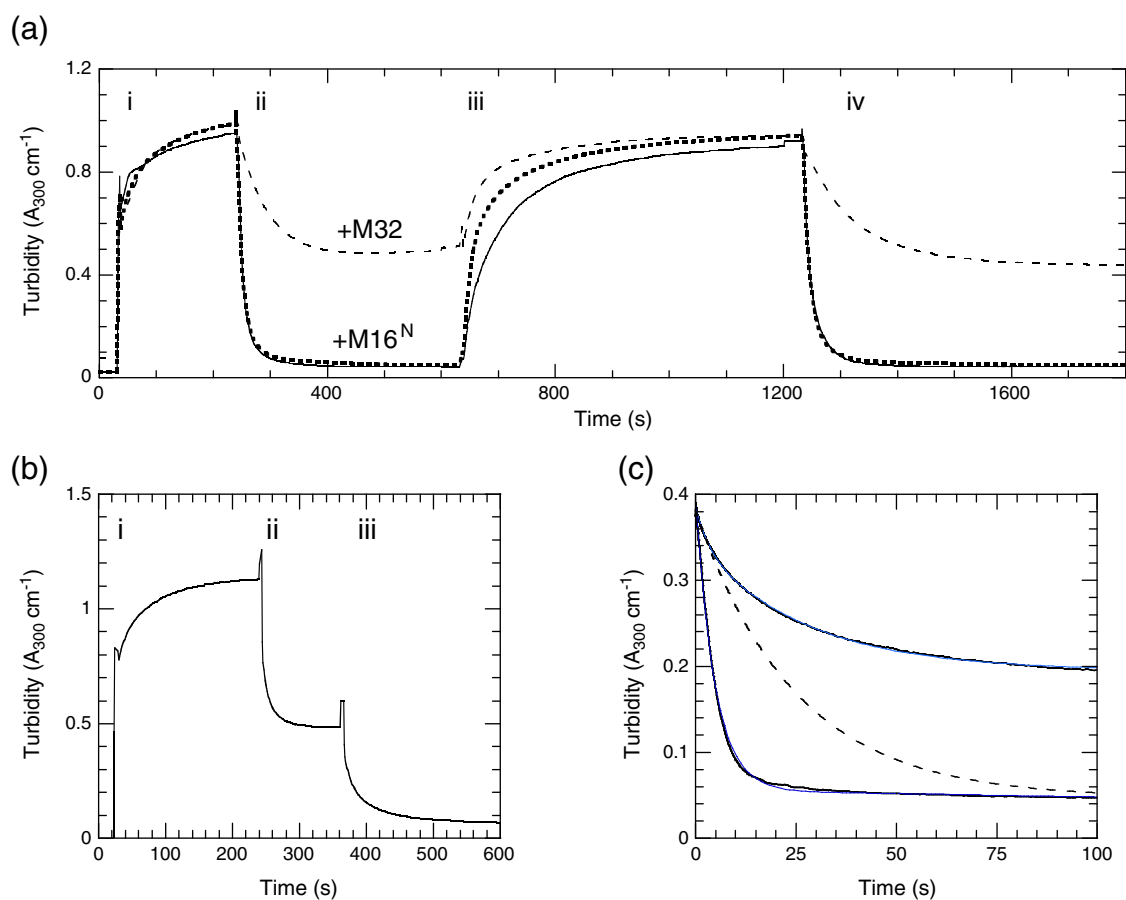 (a)
Turbidity (A300 cm-1)
1.2
0.8
0.4
0
i ii iii iv
+M32
+M16N
0 400 800 1200 1600
Time (s)
(b) (c)
Turbidity (A300 cm-1)
1.5
1
0.5
0
i ii iii
0 100 200 300 400 500 600
Time (s)
Turbidity (A300 cm-1)
0.4
0.3
0.2
0.1
0
0 25 50 75 100
Time (s)